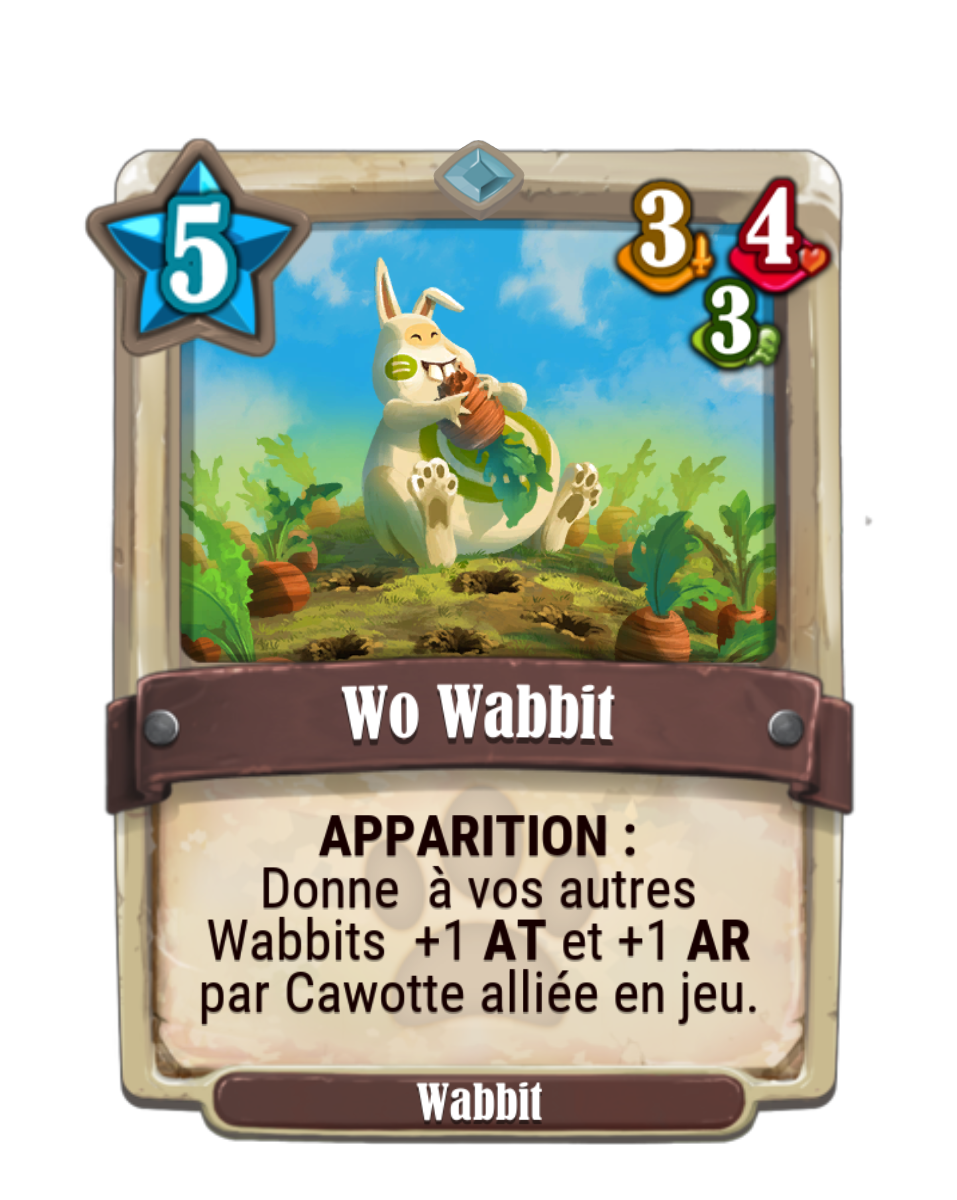 5
3
4
3
Wo Wabbit
APPARITION :
Donne à vos autres
Wabbits +1 AT et +1 AR
par Cawotte alliée en jeu.
Wabbit